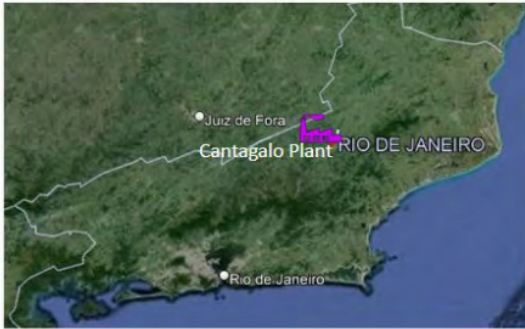 Juiz de Fora
Cantagalo Plant
RIO DE JANEIRO
Rio de Janeiro